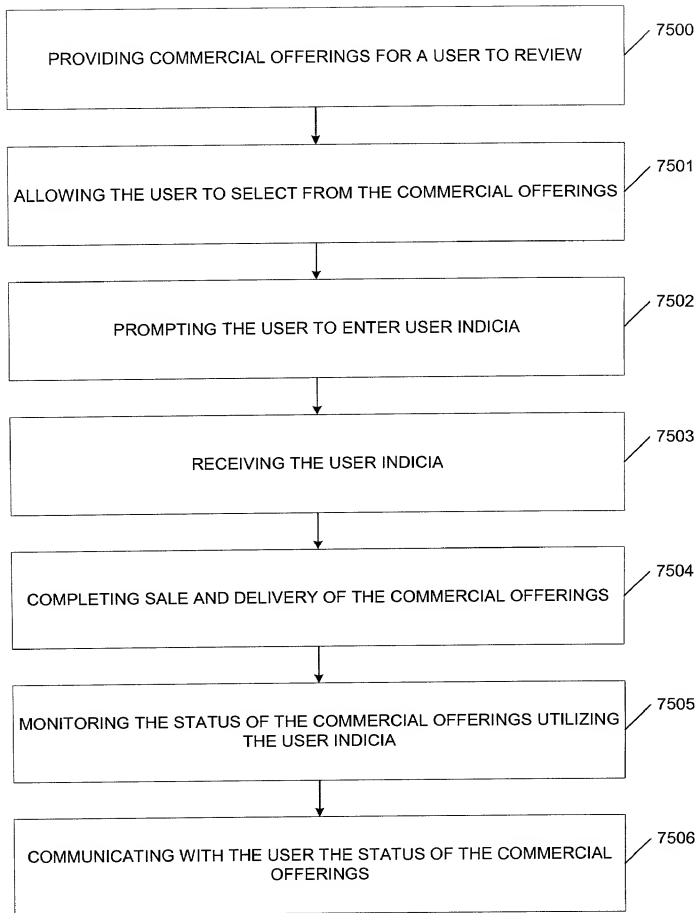 PROVIDING COMMERCIAL OFFERINGS FOR A USER TO REVIEW
7500
ALLOWING THE USER TO SELECT FROM THE COMMERCIAL OFFERINGS
7501
PROMPTING THE USER TO ENTER USER INDICIA
7502
RECEIVING THE USER INDICIA
7503
COMPLETING SALE AND DELIVERY OF THE COMMERCIAL OFFERINGS
7504
MONITORING THE STATUS OF THE COMMERCIAL OFFERINGS UTILIZING
THE USER INDICIA
7505
COMMUNICATING WITH THE USER THE STATUS OF THE COMMERCIAL
OFFERINGS
7506